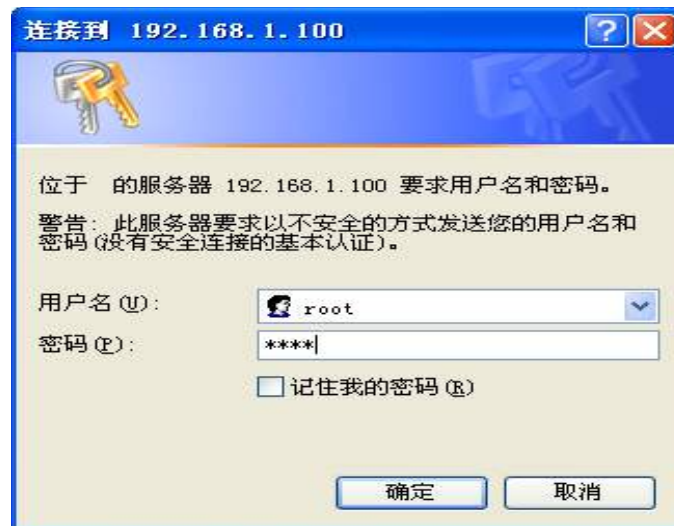 连接到 192.168.1.100
位于 的服务器 192.168.1.100 要求用户名和密码。
警告: 此服务器要求以不安全的方式发送您的用户名和
密码(没有安全连接的基本认证)。
用户名(U):
root
密码(P):
****
记住我的密码(R)
确定
取消